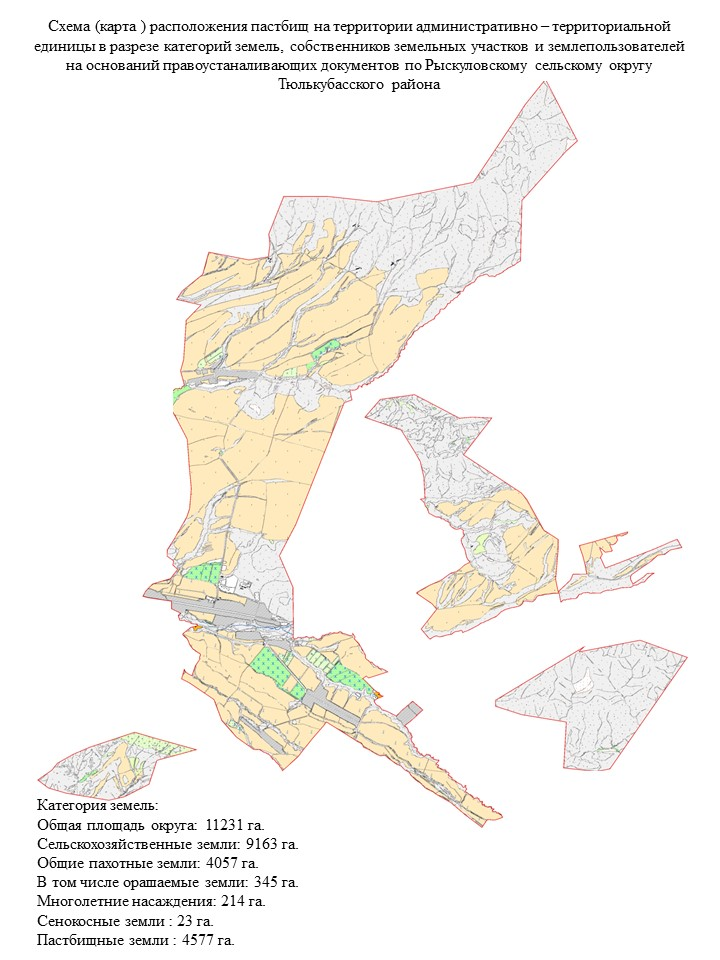 Схема (карта ) расположения пастбищ на территории административно – территориальной
единицы в разрезе категорий земель, собственников земельных участков и землепользователей
на оснований правоустаналивающих документов по Рыскуловскому сельскому округу
Тюлькубасского района
Категория земель:
Общая площадь округа: 11231 га.
Сельскохозяйственные земли: 9163 га.
Общие пахотные земли: 4057 га.
В том числе орашаемые земли: 345 га.
Многолетние насаждения: 214 га.
Сенокосные земли : 23 га.
Пастбищные земли : 4577 га.